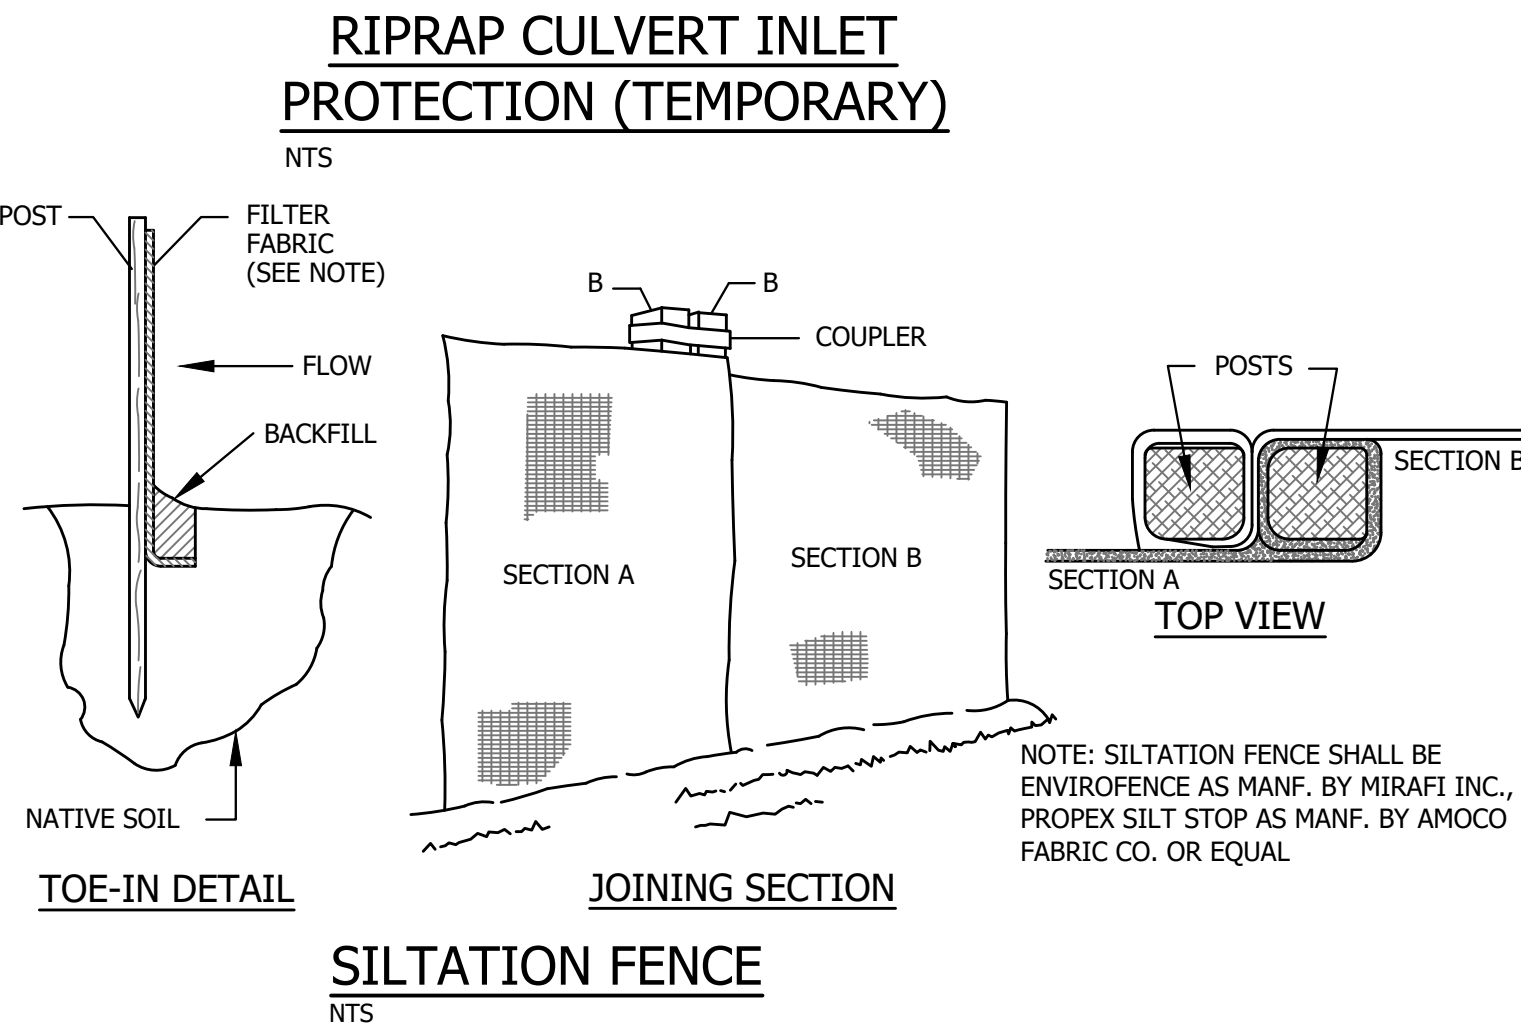 RIPRAP CULVERT INLET
PROTECTION (TEMPORARY)
NTS
POST
FILTER
FABRIC
(SEE NOTE)
FLOW
BACKFILL
NATIVE SOIL
TOE-IN DETAIL
B
B
COUPLER
SECTION A
SECTION B
JOINING SECTION
POSTS
SECTION B
SECTION A
TOP VIEW
NOTE: SILTATION FENCE SHALL BE
ENVIROFENCE AS MANF. BY MIRAFI INC.,
PROPEX SILT STOP AS MANF. BY AMOCO
FABRIC CO. OR EQUAL
SILTATION FENCE
NTS